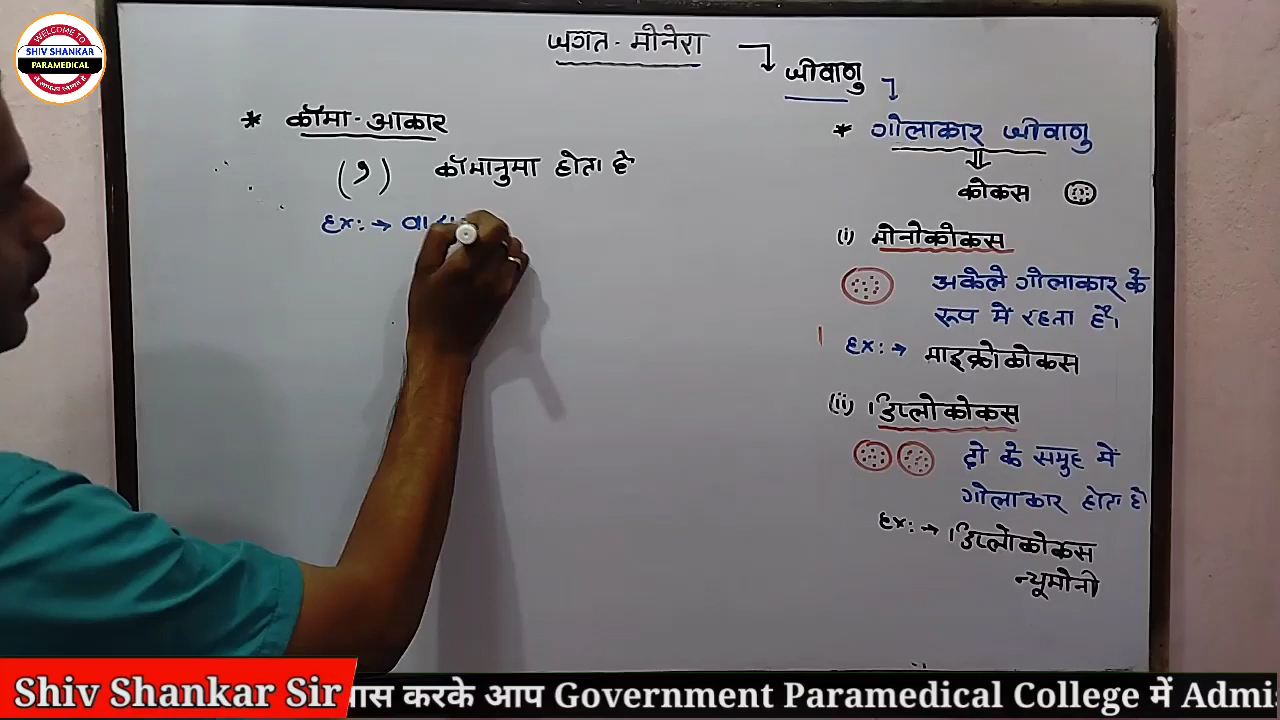 WELCOME TO
SHIV SHANKAR
PARAMEDICAL
जगत - मोनेरा
जीवाणु
* कॉमा - आकार
(,) कॉमानुमा होता है
Ex: →
* गोलाकार जीवाणु
कोकस
(i) मोनोकोकस
अकेले गोलाकार के
रूप में रहता है।
Ex: → माइक्रोकोकस
(ii) डिप्लोकोकस
दो के समुह में
गोलाकार होता है
Ex: → डिप्लोकोकस
न्यूमोनी
Shiv Shankar Sir
यास करके आप Government Paramedical College में Admi